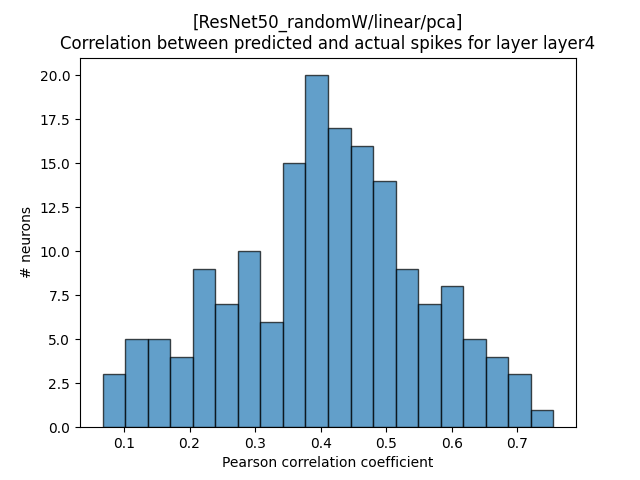 [ResNet50_randomW/linear/pca]
Correlation between predicted and actual spikes for layer layer4
20.0
17.5
15.0
12.5
10.0
7.5
5.0
2.5
0.0
# neurons
0.1 0.2 0.3 0.4 0.5 0.6 0.7
Pearson correlation coefficient